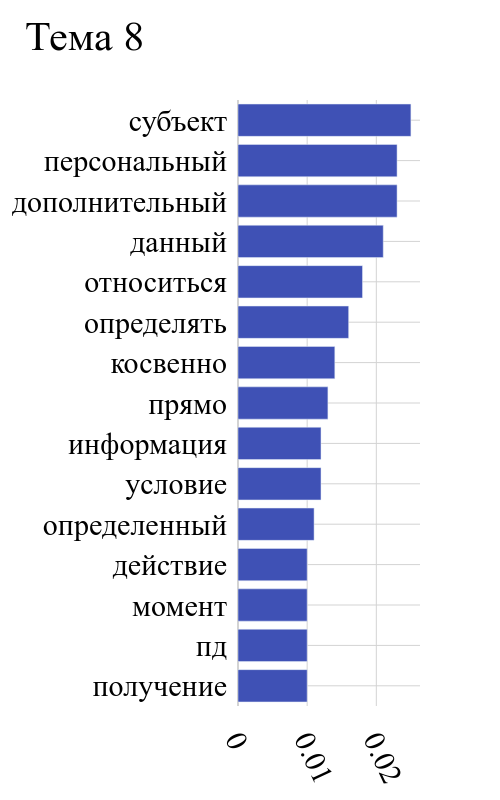 Тема 8
субъект
персональный
дополнительный
данный
относиться
определять
косвенно
прямо
информация
условие
определенный
действие
момент
пд
получение
0
0.01
0.02